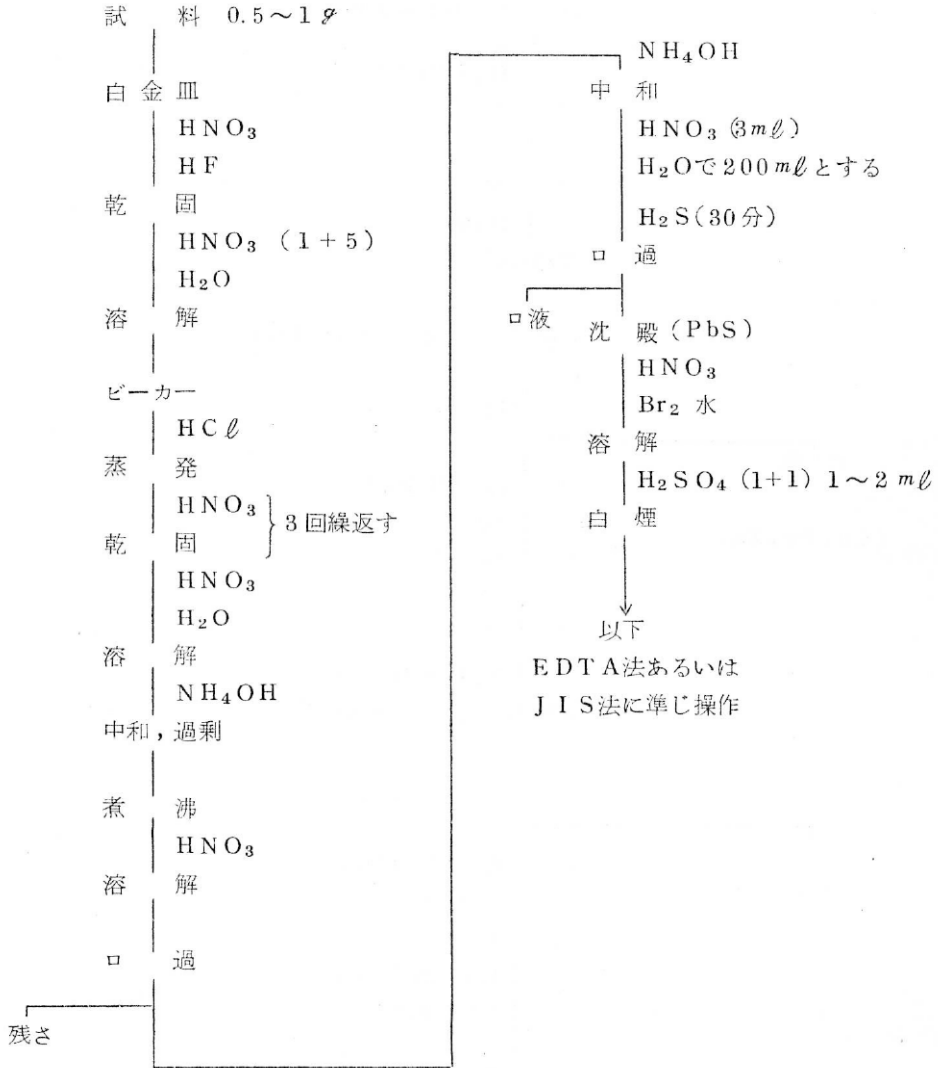 試料 0.5~1g
白金皿
HNO₃
HF
乾固
HNO₃ (1+5)
H₂O
溶解
ビーカー
HCℓ
蒸発
HNO₃
3回繰返す
乾固
HNO₃
H₂O
溶解
NH₄OH
中和,過剰
煮沸
HNO₃
溶解
ロ過
残さ
NH₄OH
中和
HNO₃ (3mℓ)
H₂Oで200mℓとする
H₂S(30分)
ロ過
ロ液
沈殿(PbS)
HNO₃
Br₂ 水
溶解
H₂SO₄ (1+1) 1~2 mℓ
白煙
以下
EDTA法あるいは
JIS法に準じ操作